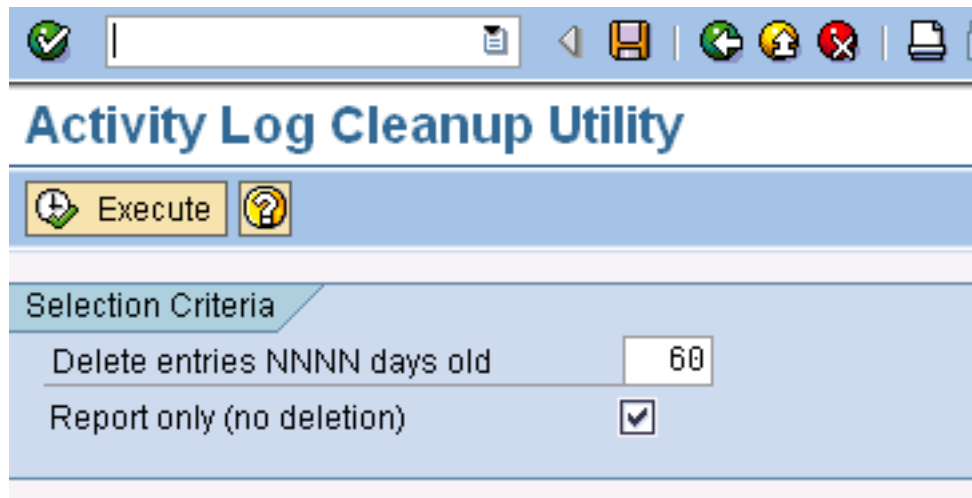 Activity Log Cleanup Utility
Execute
Selection Criteria
Delete entries NNNN days old 60
Report only (no deletion)